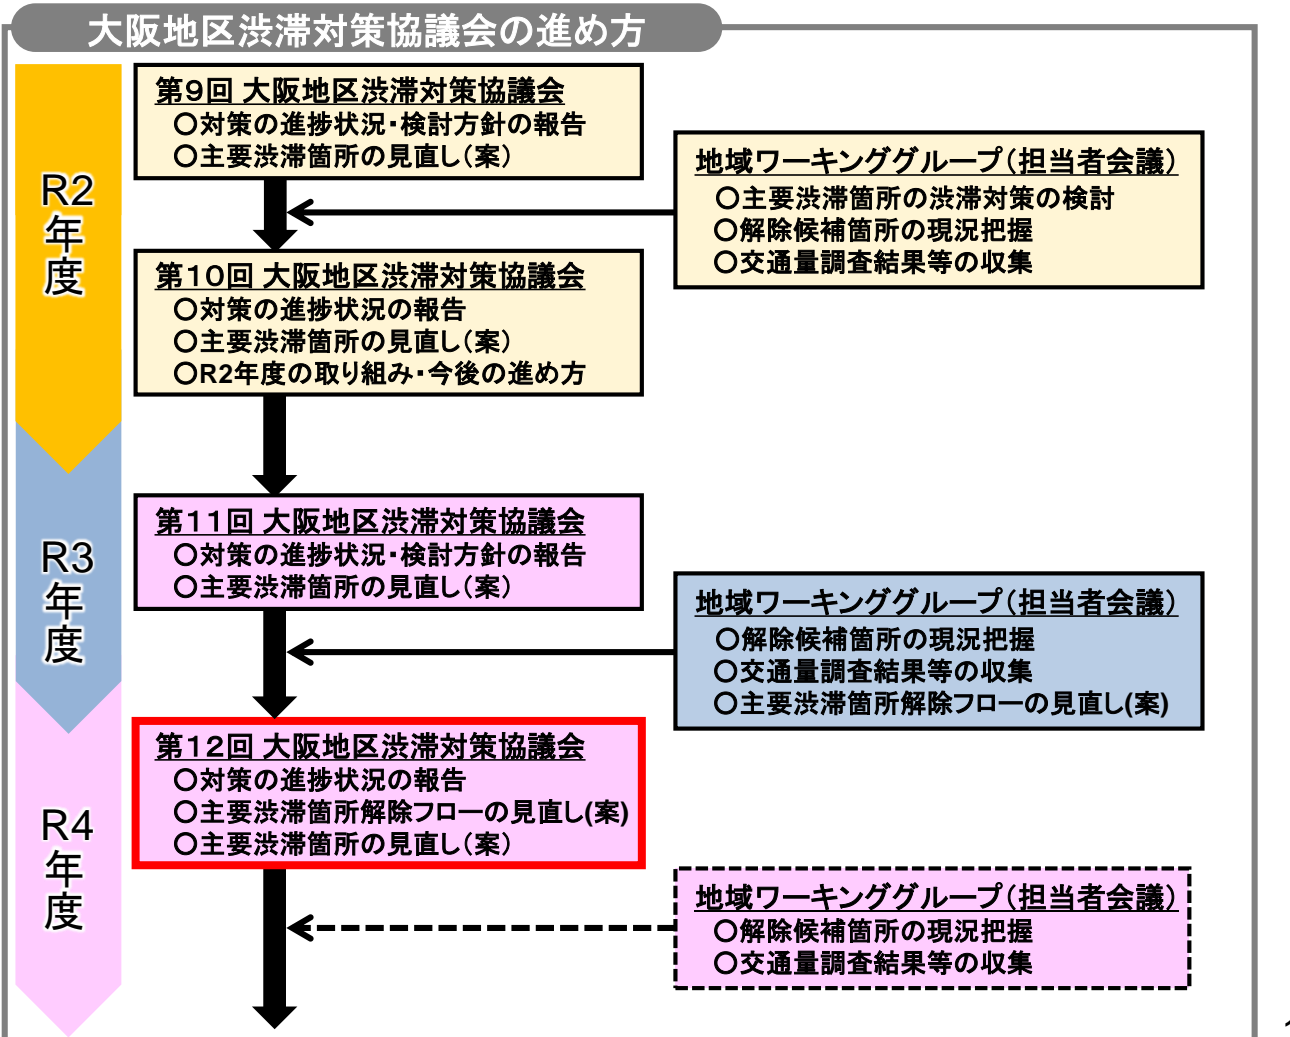 大阪地区渋滞対策協議会の進め方
R2
年
度
第９回 大阪地区渋滞対策協議会
○対策の進捗状況・検討方針の報告
○主要渋滞箇所の見直し（案）
地域ワーキンググループ（担当者会議）
○主要渋滞箇所の渋滞対策の検討
○解除候補箇所の現況把握
○交通量調査結果等の収集
第１０回 大阪地区渋滞対策協議会
○対策の進捗状況の報告
○主要渋滞箇所の見直し（案）
○R2年度の取り組み・今後の進め方
R3
年
度
第１１回 大阪地区渋滞対策協議会
○対策の進捗状況・検討方針の報告
○主要渋滞箇所の見直し（案）
地域ワーキンググループ（担当者会議）
○解除候補箇所の現況把握
○交通量調査結果等の収集
○主要渋滞箇所解除フローの見直し(案)
R4
年
度
第１２回 大阪地区渋滞対策協議会
○対策の進捗状況の報告
○主要渋滞箇所解除フローの見直し(案)
○主要渋滞箇所の見直し（案）
地域ワーキンググループ（担当者会議）
○解除候補箇所の現況把握
○交通量調査結果等の収集